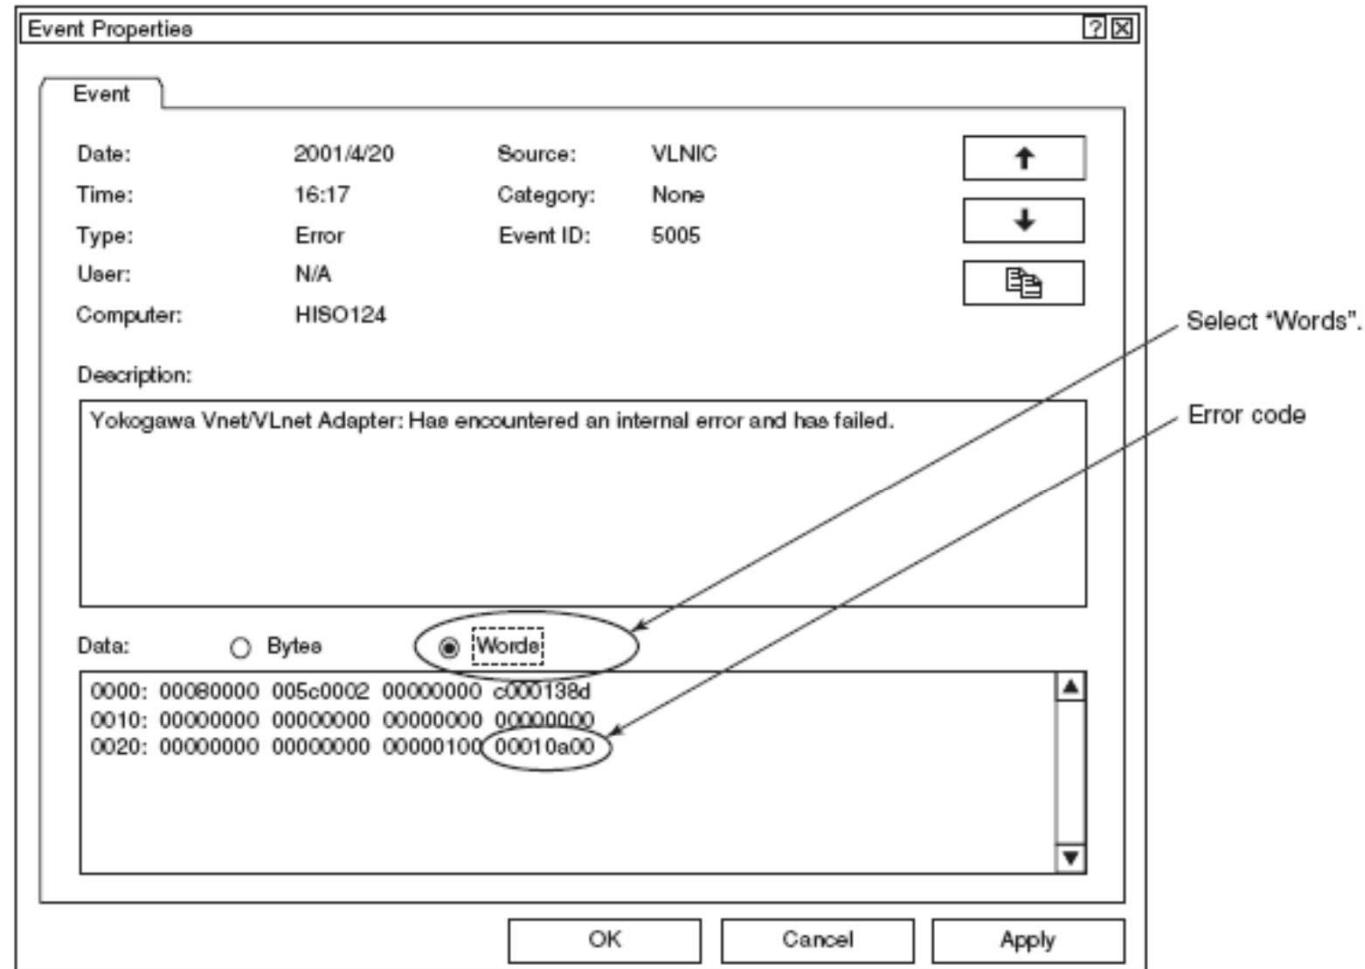 Event Properties
Event
Date: 2001/4/20 Source: VLNIC
Time: 16:17 Category: None
Type: Error Event ID: 5005
User: N/A
Computer: HISO124
Select “Words”.
Description:
Error code
Yokogawa Vnet/VLnet Adapter: Has encountered an internal error and has failed.
Data: Bytes Words
0000: 00080000 005c0002 00000000 c000138d
0010: 00000000 00000000 00000000 00000000
0020: 00000000 00000000 00000100 00010a00
OK Cancel Apply